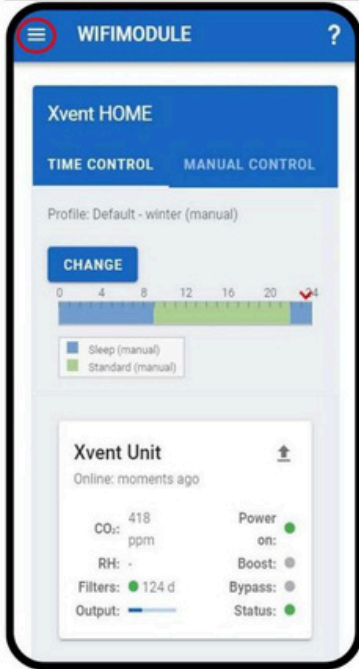 WIFIMODULE ?
Xvent HOME
TIME CONTROL MANUAL CONTROL
Profile: Default - winter (manual)
CHANGE
0 4 8 12 16 20 24
Sleep (manual)
Standard (manual)
Xvent Unit
Online: moments ago
CO₂: 418 ppm Power on:
RH: - Boost:
Filters: 124 d Bypass:
Output: Status: